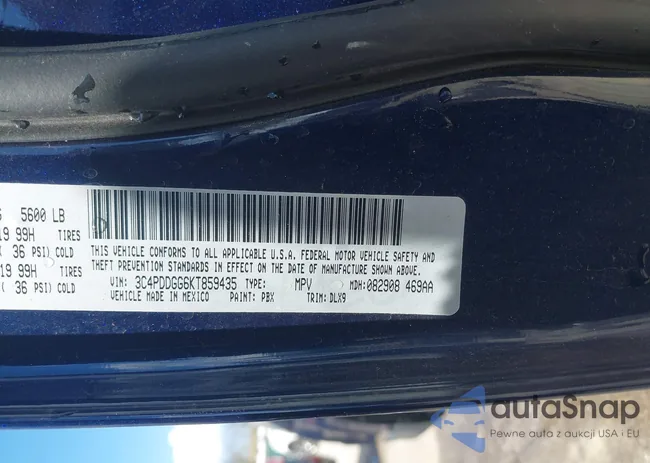 5600 LB
19 99H TIRES
( 36 PSI) COLD
19 99H TIRES
( 36 PSI) COLD
THIS VEHICLE CONFORMS TO ALL APPLICABLE U.S.A. FEDERAL MOTOR VEHICLE SAFETY AND
THEFT PREVENTION STANDARDS IN EFFECT ON THE DATE OF MANUFACTURE SHOWN ABOVE.
VIN: 3C4PDDGG6KT859435 TYPE: MPV MDH: 082908 469AA
VEHICLE MADE IN MEXICO PAINT: PBX TRIM: DLX9
autaSnap
Pewne auta z aukcji USA i EU